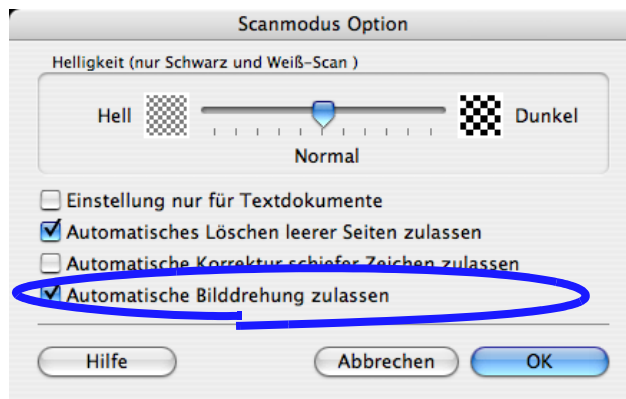 Scanmodus Option
Helligkeit (nur Schwarz und Weiß-Scan )
Hell
Dunkel
Normal
Einstellung nur für Textdokumente
Automatisches Löschen leerer Seiten zulassen
Automatische Korrektur schiefer Zeichen zulassen
Automatische Bilddrehung zulassen
Hilfe
Abbrechen
OK